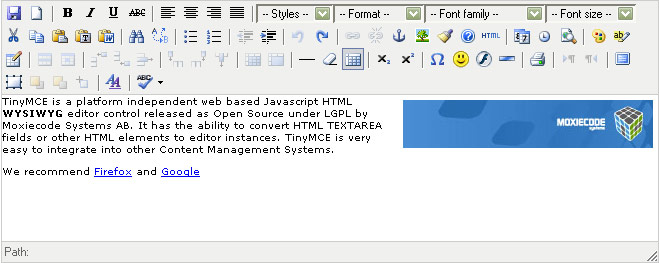 B I U ABC -- Styles -- -- Format -- -- Font family -- -- Font size --
HTML
x₂ x²
AA ABC
TinyMCE is a platform independent web based Javascript HTML
WYSIWYG editor control released as Open Source under LGPL by
Moxiecode Systems AB. It has the ability to convert HTML TEXTAREA
fields or other HTML elements to editor instances. TinyMCE is very
easy to integrate into other Content Management Systems.
MOXIECODE
systems
We recommend Firefox and Google
Path: